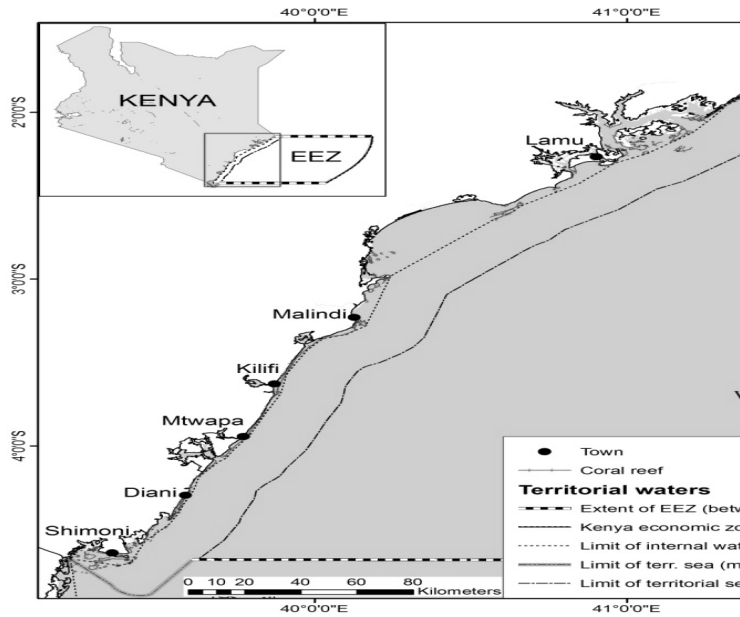 40°0'0"E
41°0'0"E
KENYA
EEZ
2°0'0"S
Lamu
3°0'0"S
Malindi
Kilifi
Mtwapa
4°0'0"S
Diani
Shimoni
Town
Coral reef
Territorial waters
Extent of EEZ (betw
Kenya economic zo
Limit of internal wat
Limit of terr. sea (m
Limit of territorial se
0 10 20 40 60 80
Kilometers
40°0'0"E
41°0'0"E